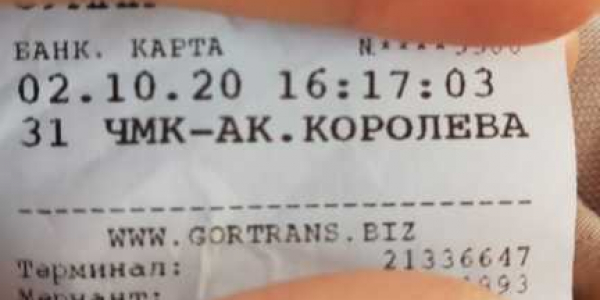 БАНК. КАРТА
02.10.20 16:17:03
31 ЧМК-АК.КОРОЛЕВА
WWW.GORTRANS.BIZ
Терминал: 21336647